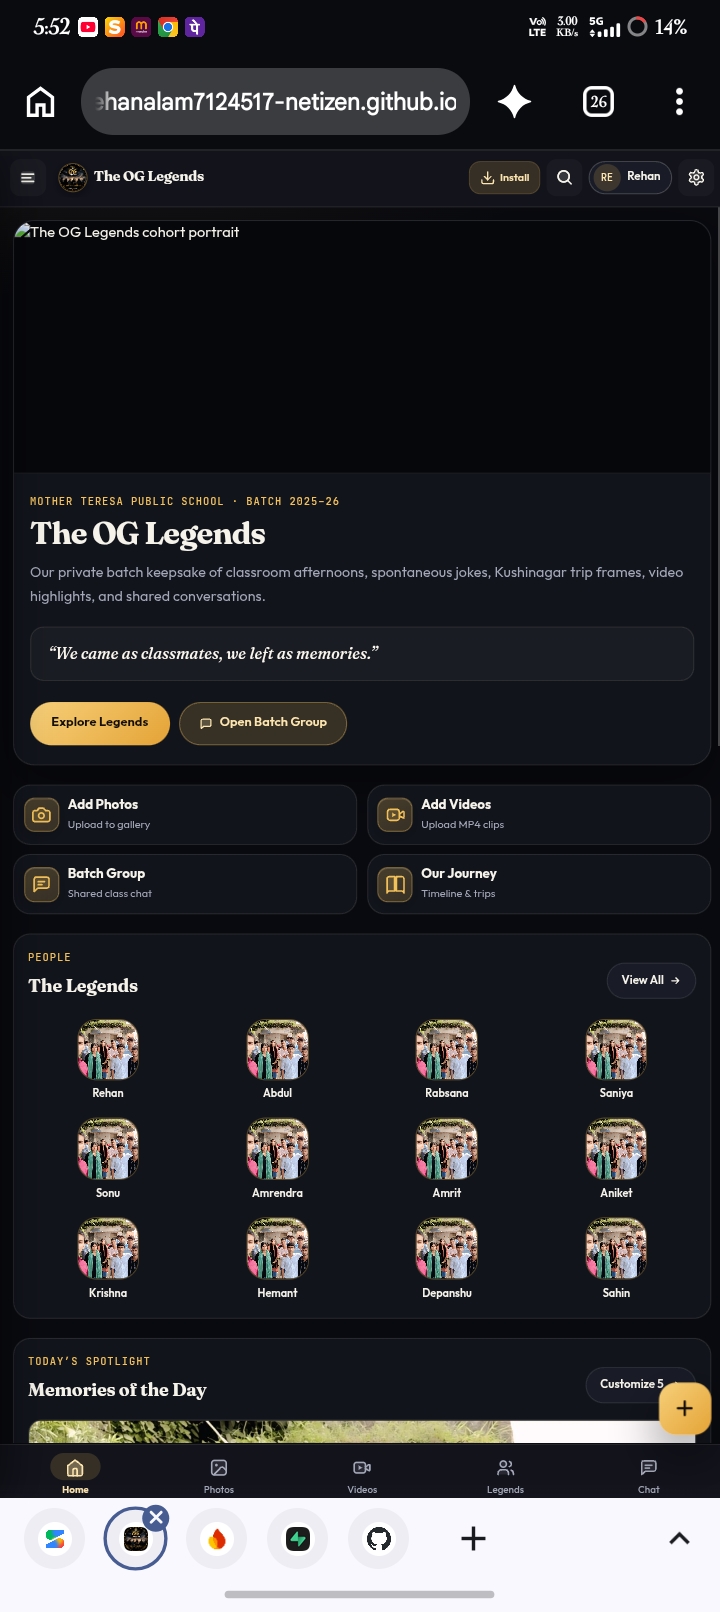 5:52
Vo)
LTE
3.00
KB/s
5G
14%
ehanalam7124517-netizen.github.io
26
The OG Legends
Install
RE
Rehan
The OG Legends cohort portrait
MOTHER TERESA PUBLIC SCHOOL · BATCH 2025-26
The OG Legends
Our private batch keepsake of classroom afternoons, spontaneous jokes, Kushinagar trip frames, video
highlights, and shared conversations.
“We came as classmates, we left as memories.”
Explore Legends
Open Batch Group
Add Photos
Upload to gallery
Add Videos
Upload MP4 clips
Batch Group
Shared class chat
Our Journey
Timeline & trips
PEOPLE
The Legends
View All →
Rehan
Abdul
Rabsana
Saniya
Sonu
Amrendra
Amrit
Aniket
Krishna
Hemant
Depanshu
Sahin
TODAY’S SPOTLIGHT
Memories of the Day
Customize 5
Home
Photos
Videos
Legends
Chat